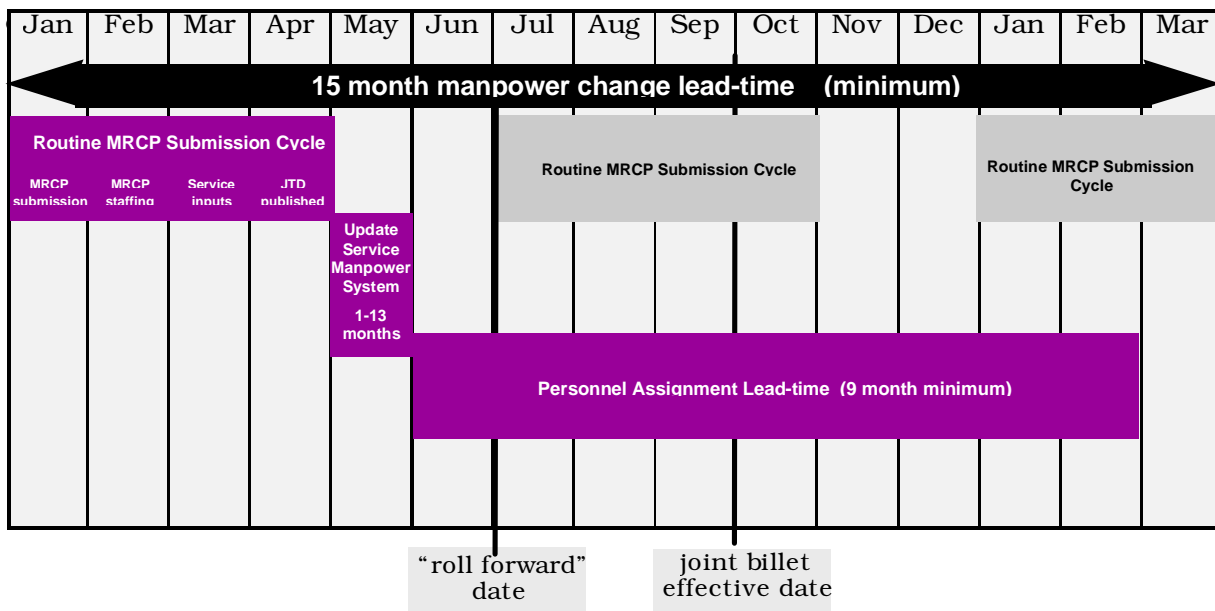 Jan Feb Mar Apr May Jun Jul Aug Sep Oct Nov Dec Jan Feb Mar
15 month manpower change lead-time (minimum)
Routine MRCP Submission Cycle
MRCP
submission
MRCP
staffing
Service
inputs
JTD
published
Routine MRCP Submission Cycle
Routine MRCP Submission
Cycle
Update
Service
Manpower
System
1-13
months
Personnel Assignment Lead-time (9 month minimum)
“roll forward”
date
joint billet
effective date